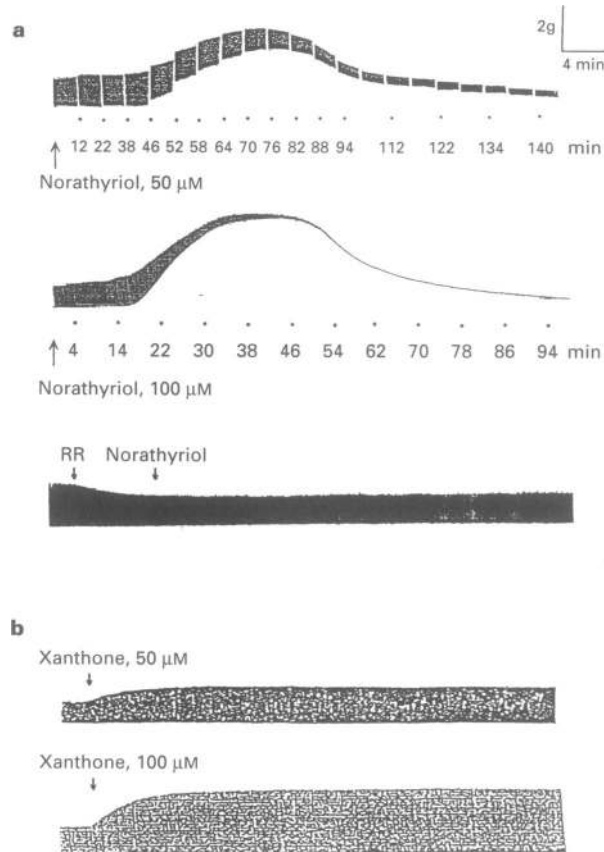 a
2g
4 min
12 22 38 46 52 58 64 70 76 82 88 94 112 122 134 140 min
Norathyriol, 50 µM
4 14 22 30 38 46 54 62 70 78 86 94 min
Norathyriol, 100 µM
RR Norathyriol
b
Xanthone, 50 µM
Xanthone, 100 µM